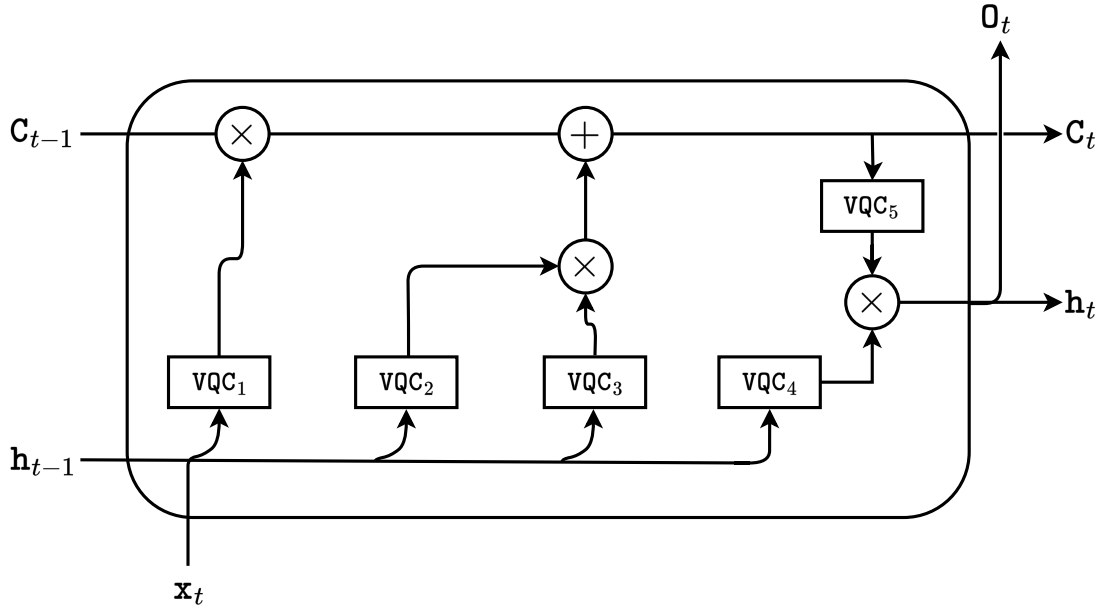 O_t
C_{t-1}
× + C_t
VQC_5
×
× h_t
VQC_1 VQC_2 VQC_3 VQC_4
h_{t-1}
x_t